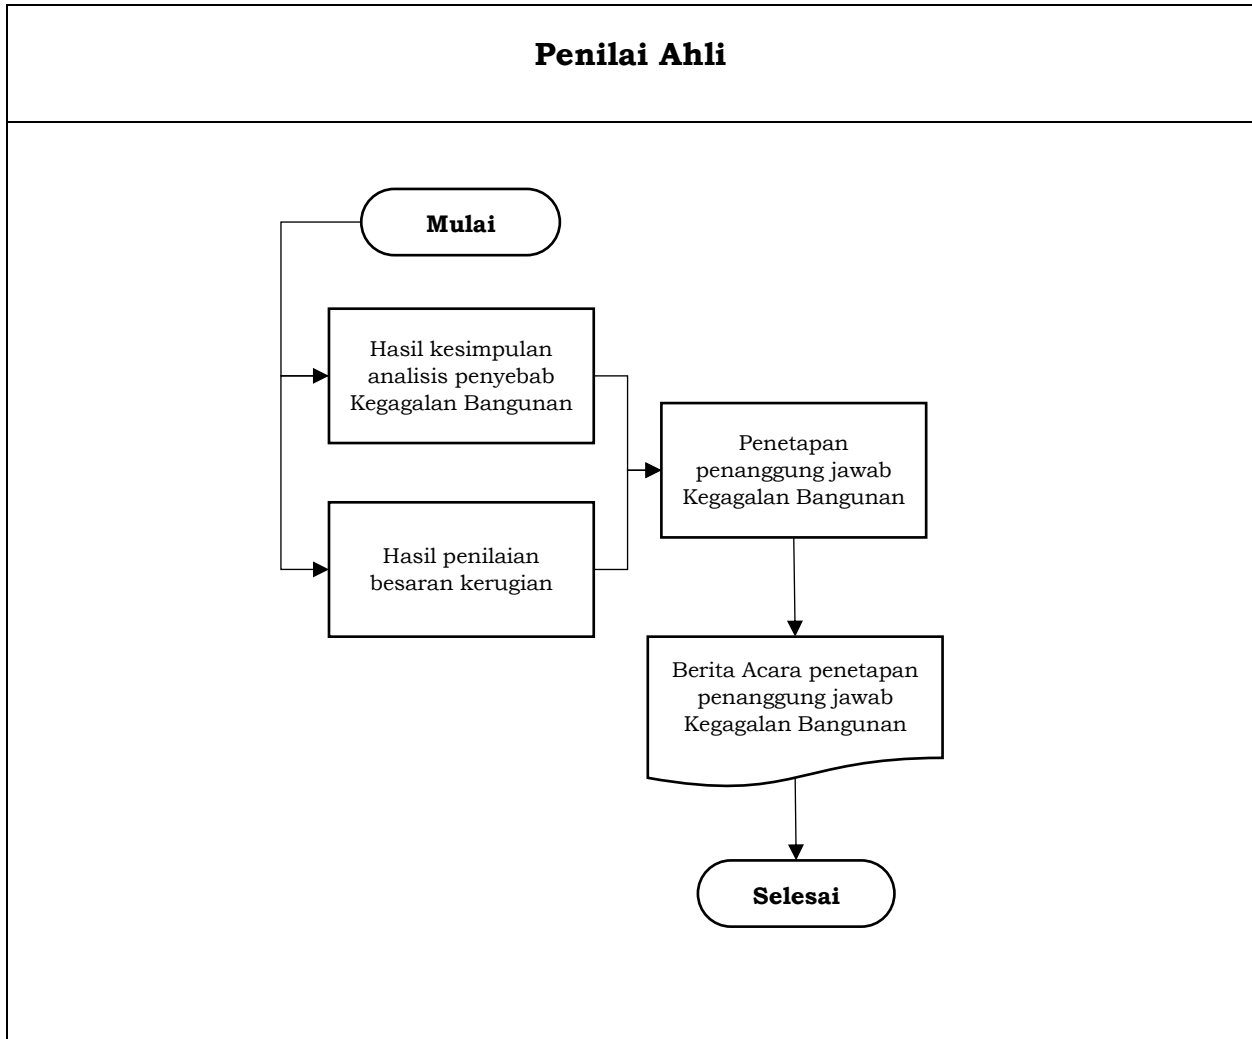 Penilai Ahli
Mulai
Hasil kesimpulan
analisis penyebab
Kegagalan Bangunan
Hasil penilaian
besaran kerugian
Penetapan
penanggung jawab
Kegagalan Bangunan
Berita Acara penetapan
penanggung jawab
Kegagalan Bangunan
Selesai